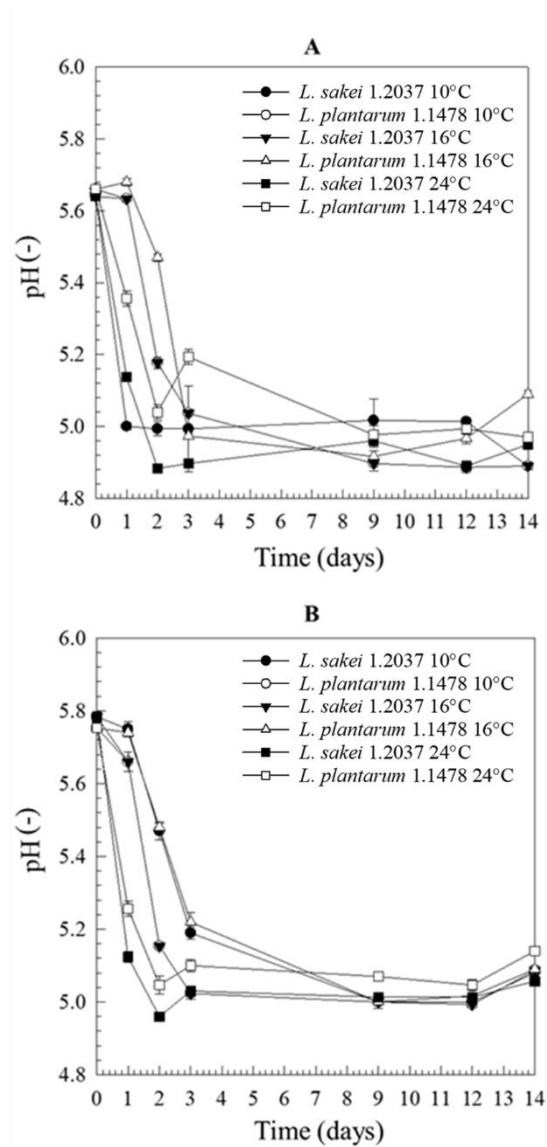 A
6.0
5.8
5.6
5.4
5.2
5.0
4.8
pH (-)
L. sakei 1.2037 10°C
L. plantarum 1.1478 10°C
L. sakei 1.2037 16°C
L. plantarum 1.1478 16°C
L. sakei 1.2037 24°C
L. plantarum 1.1478 24°C
0 1 2 3 4 5 6 7 8 9 10 11 12 13 14
Time (days)
B
6.0
5.8
5.6
5.4
5.2
5.0
4.8
pH (-)
L. sakei 1.2037 10°C
L. plantarum 1.1478 10°C
L. sakei 1.2037 16°C
L. plantarum 1.1478 16°C
L. sakei 1.2037 24°C
L. plantarum 1.1478 24°C
0 1 2 3 4 5 6 7 8 9 10 11 12 13 14
Time (days)